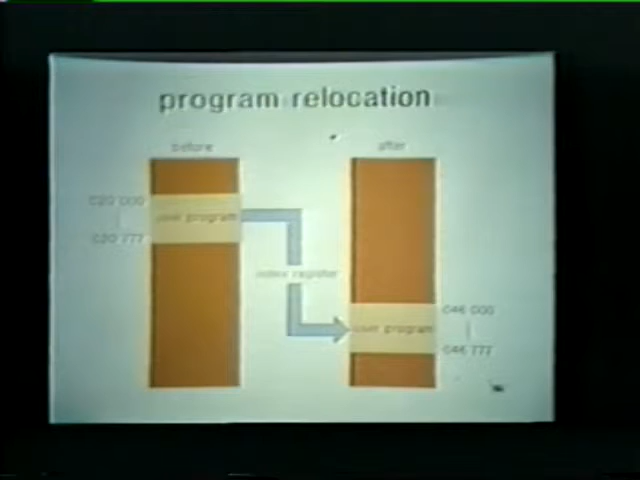 program relocation
before
after
020 000
user program
020 777
index register
046 000
user program
046 777